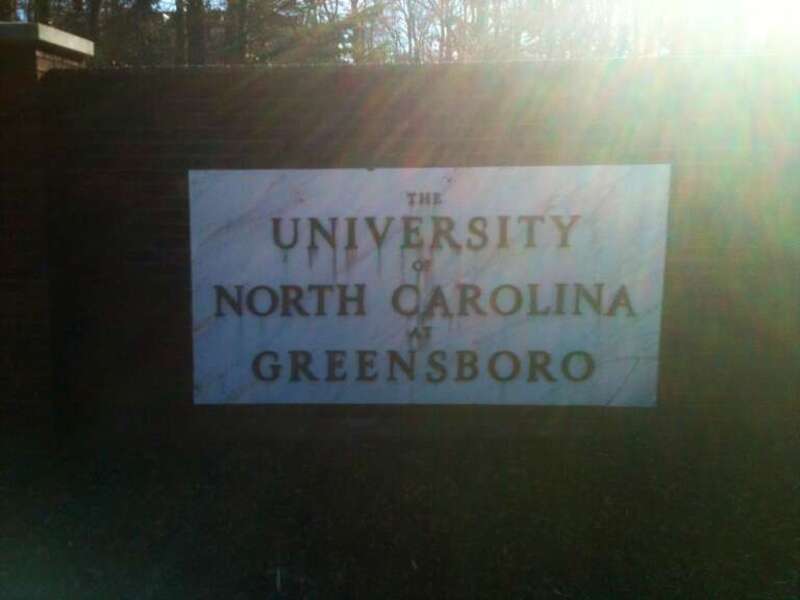 THE
UNIVERSITY
OF
NORTH CAROLINA
AT
GREENSBORO